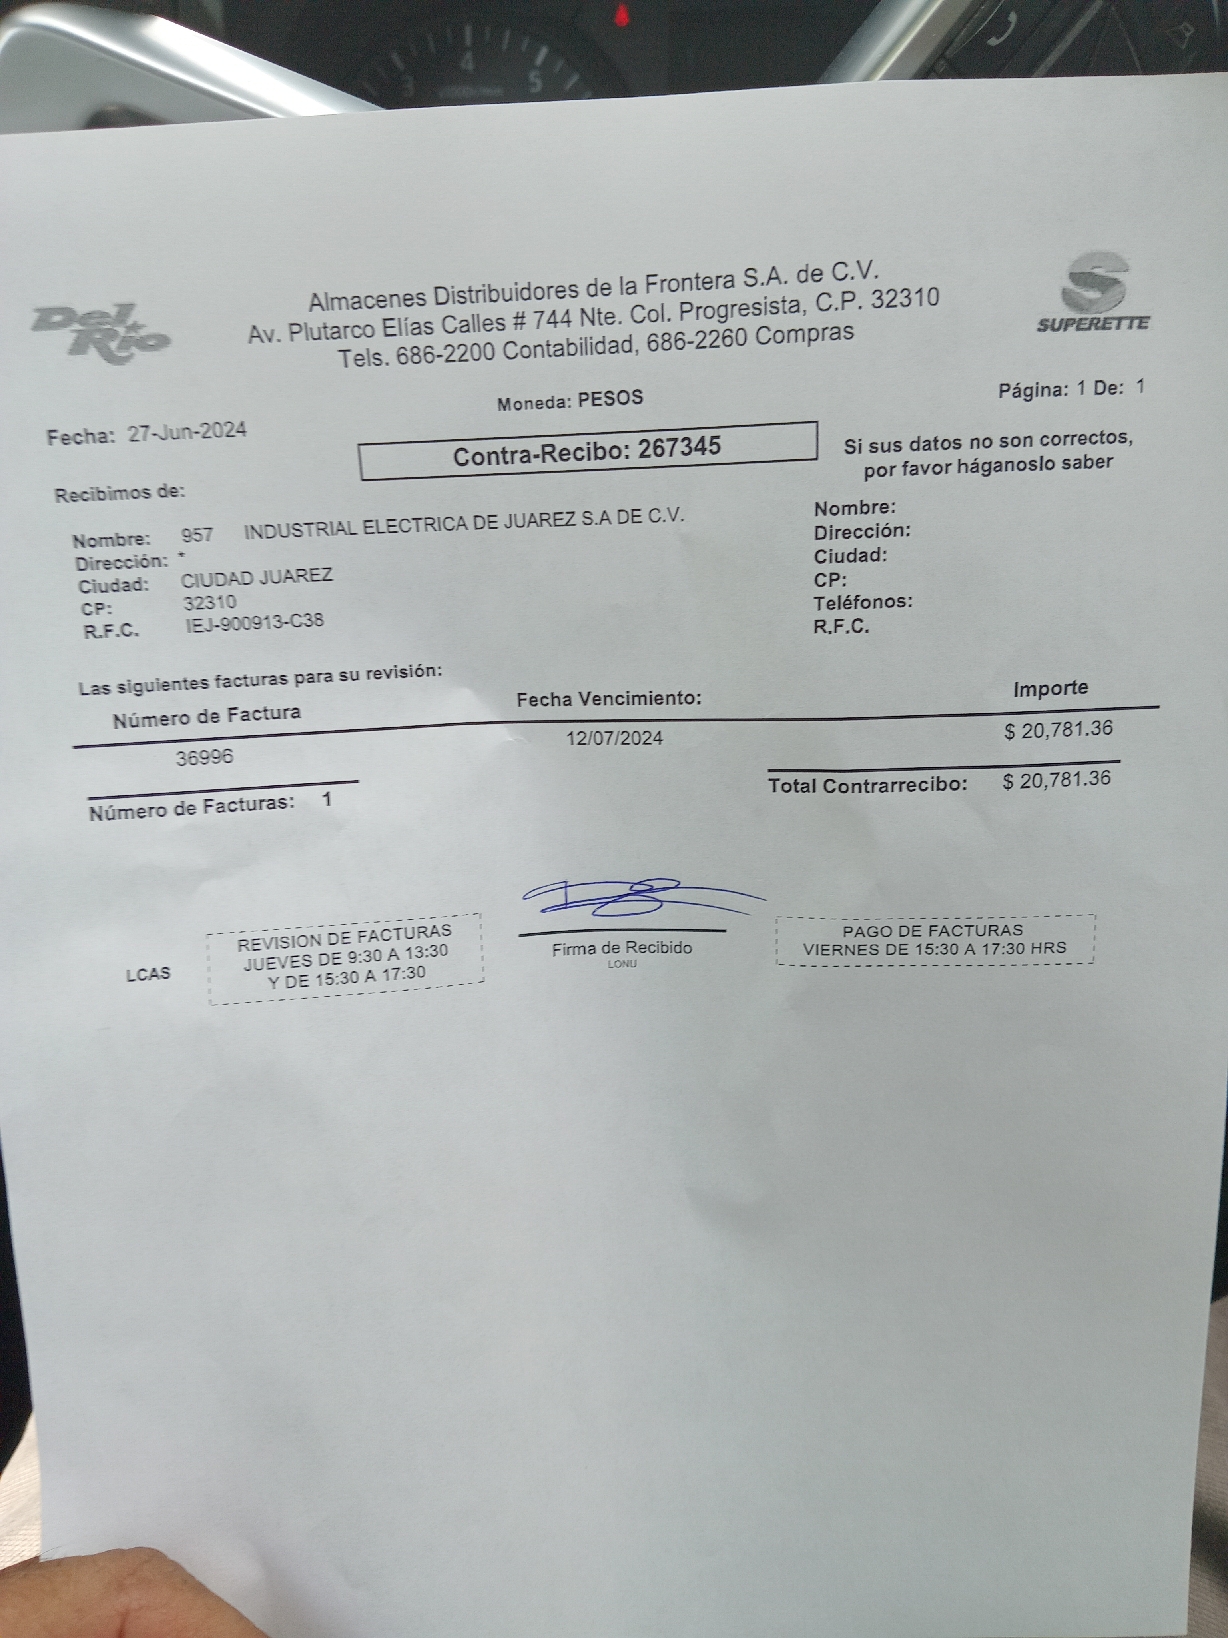 3 4 5
Del Rio
SUPERETTE
Almacenes Distribuidores de la Frontera S.A. de C.V.
Av. Plutarco Elías Calles # 744 Nte. Col. Progresista, C.P. 32310
Tels. 686-2200 Contabilidad, 686-2260 Compras
Moneda: PESOS
Página: 1 De: 1
Fecha: 27-Jun-2024
Contra-Recibo: 267345
Si sus datos no son correctos,
por favor háganoslo saber
Recibimos de:
Nombre: 957 INDUSTRIAL ELECTRICA DE JUAREZ S.A DE C.V.
Dirección: *
Ciudad: CIUDAD JUAREZ
CP: 32310
R.F.C. IEJ-900913-C38
Nombre:
Dirección:
Ciudad:
CP:
Teléfonos:
R.F.C.
Las siguientes facturas para su revisión:
Número de Factura Fecha Vencimiento: Importe
36996 12/07/2024 $ 20,781.36
Número de Facturas: 1 Total Contrarrecibo: $ 20,781.36
LCAS
REVISION DE FACTURAS
JUEVES DE 9:30 A 13:30
Y DE 15:30 A 17:30
Firma de Recibido
LONU
PAGO DE FACTURAS
VIERNES DE 15:30 A 17:30 HRS